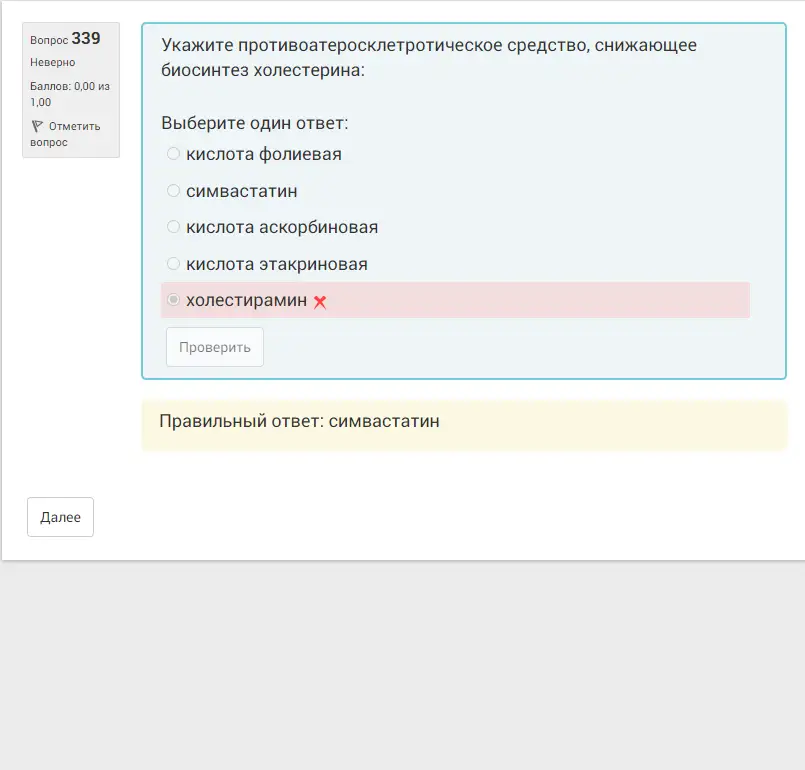 Вопрос 339
Неверно
Баллов: 0,00 из
1,00
Отметить
вопрос
Укажите противоатеросклетротическое средство, снижающее
биосинтез холестерина:
Выберите один ответ:
кислота фолиевая
симвастатин
кислота аскорбиновая
кислота этакриновая
холестирамин
Проверить
Правильный ответ: симвастатин
Далее